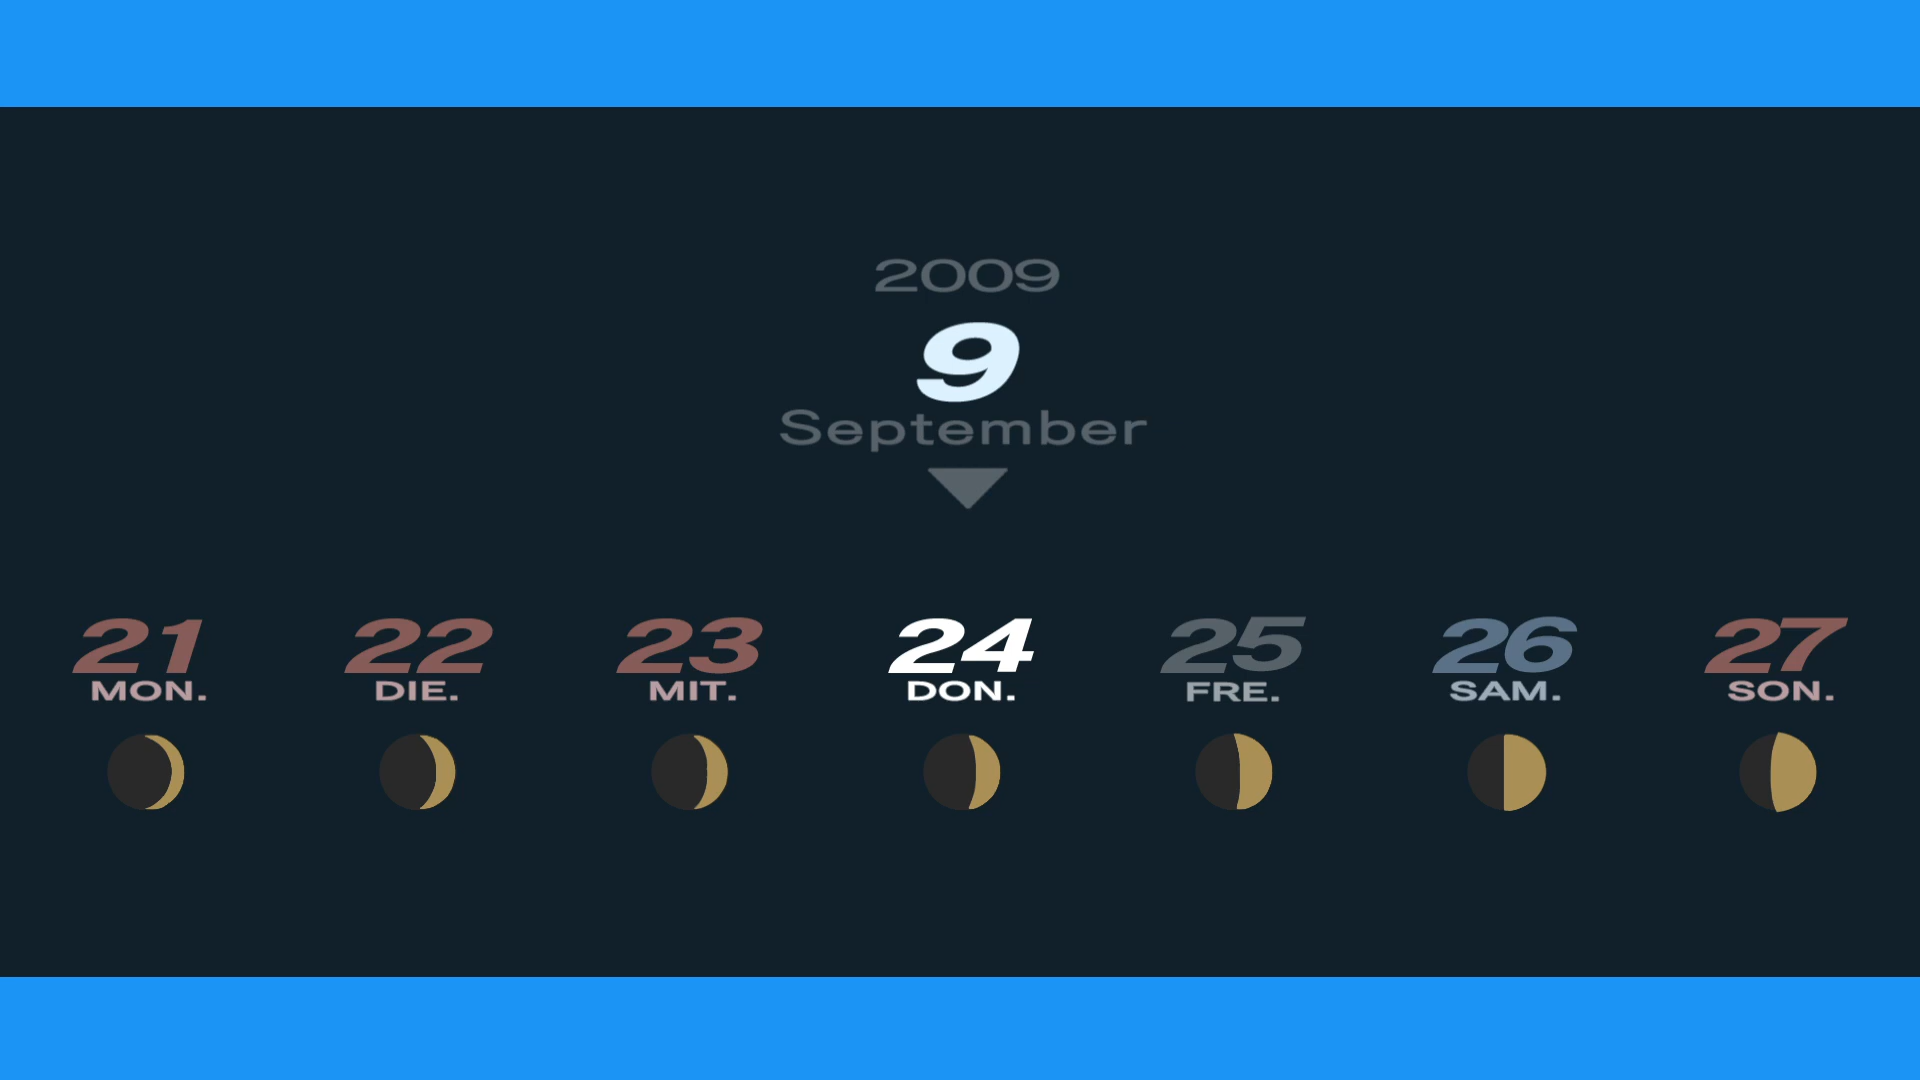 2009
9
September
21 22 23 24 25 26 27
MON. DIE. MIT. DON. FRE. SAM. SON.